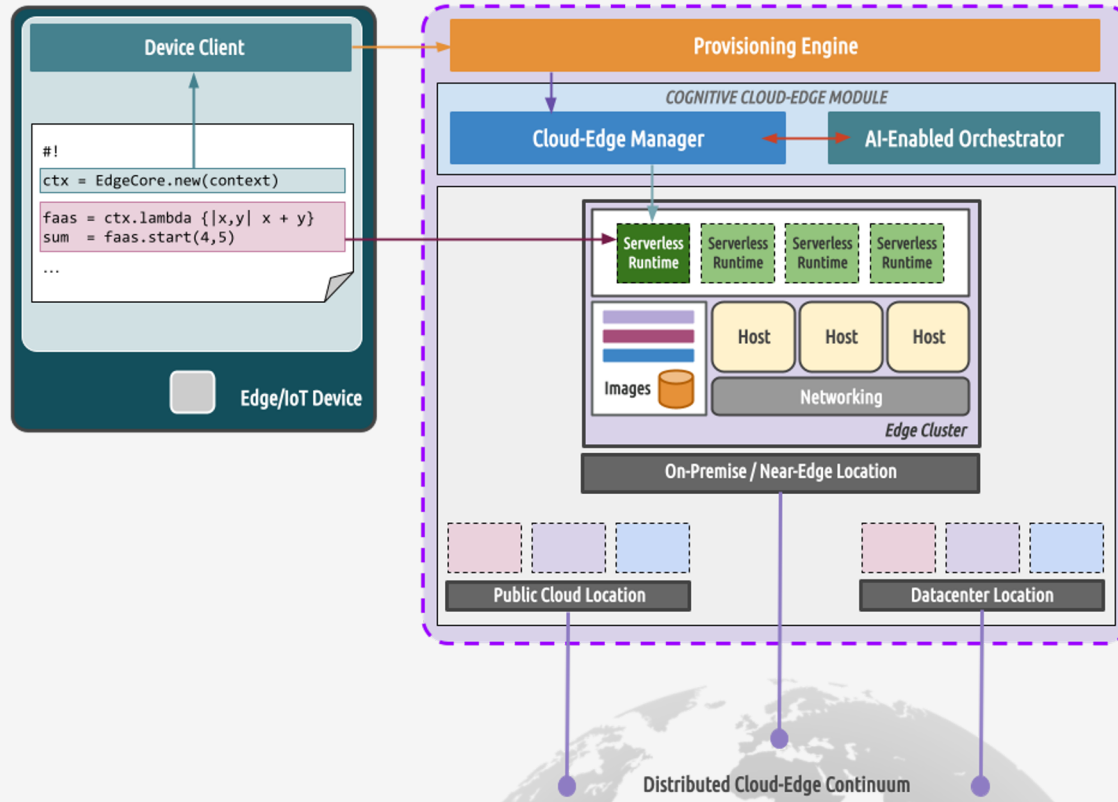 Device Client
#!
ctx = EdgeCore.new(context)
faas = ctx.lambda {|x,y| x + y}
sum  = faas.start(4,5)
...
Edge/IoT Device
Provisioning Engine
COGNITIVE CLOUD-EDGE MODULE
Cloud-Edge Manager
AI-Enabled Orchestrator
Serverless
Runtime
Serverless
Runtime
Serverless
Runtime
Serverless
Runtime
Images
Host
Host
Host
Networking
Edge Cluster
On-Premise / Near-Edge Location
Public Cloud Location
Datacenter Location
Distributed Cloud-Edge Continuum